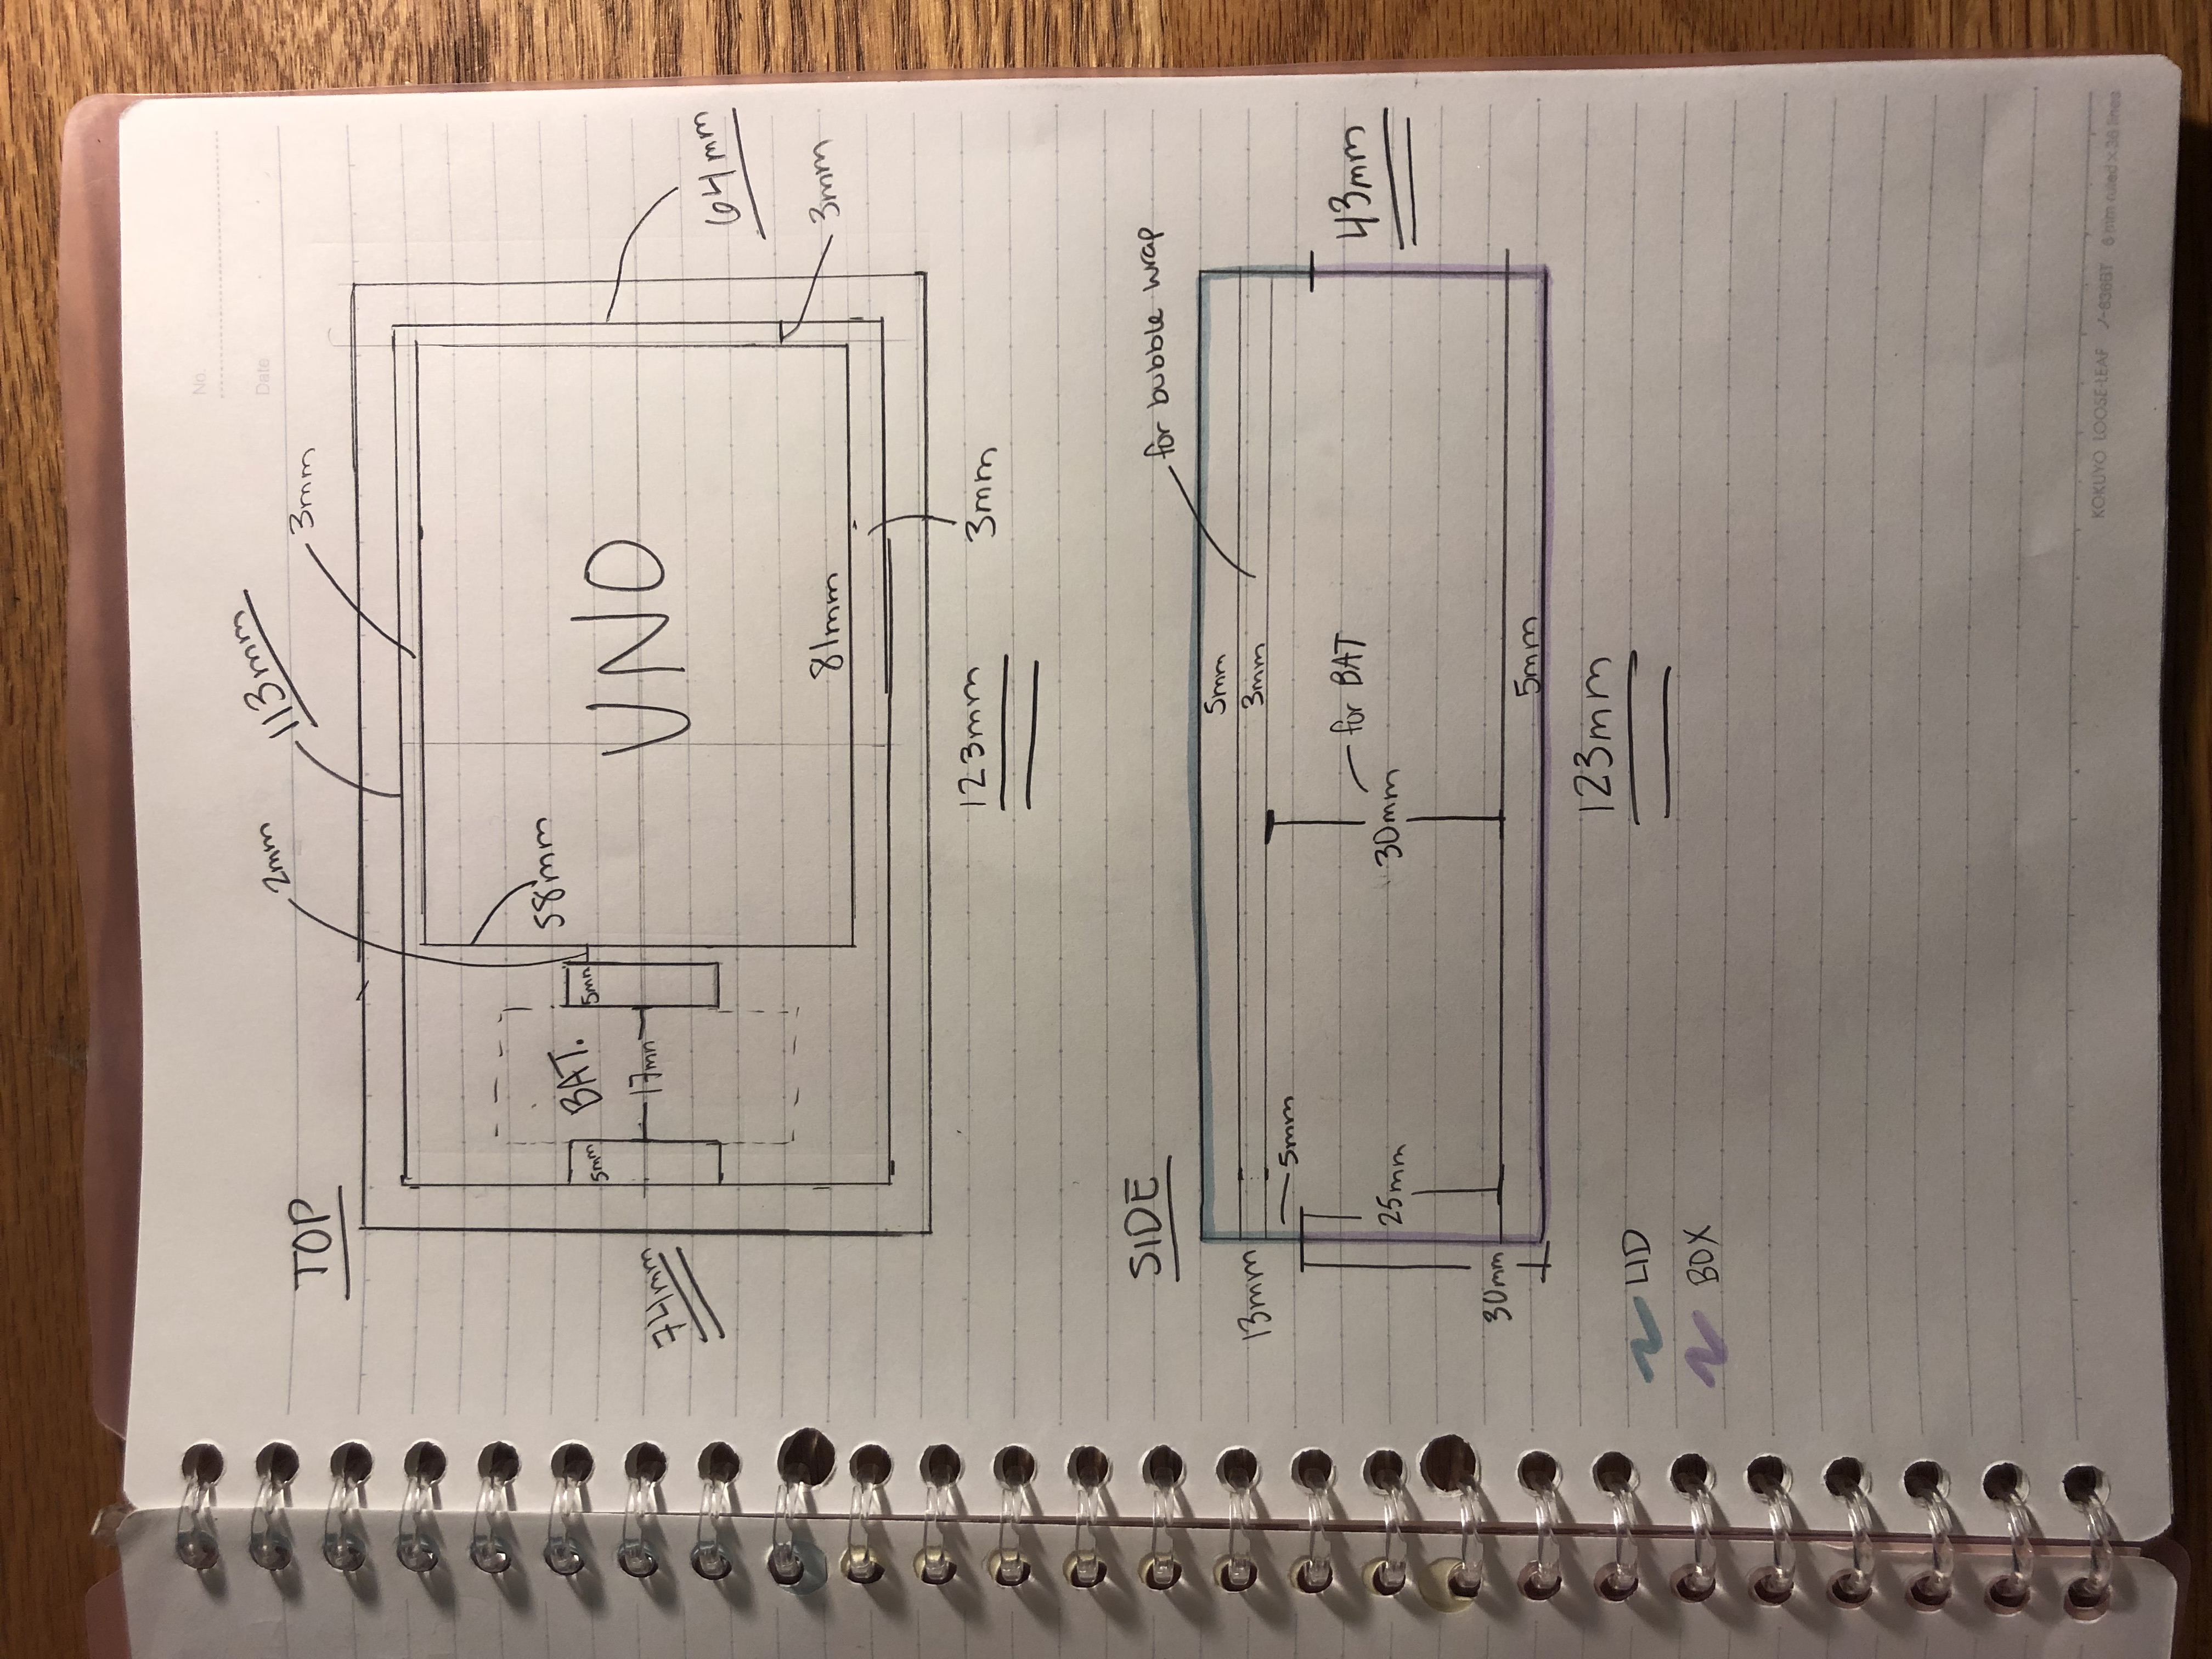 No.
Date
2mm
113mm
TOP
3mm
58mm
5mm
BAT.
5mm
UNO
17mm
74mm
64mm
81mm
3mm
123mm
3mm
SIDE
for bubble wrap
5mm
13mm
3mm
5mm
for BAT
43mm
25mm
30mm
30mm
5mm
123mm
LID
BOX
KOKUYO LOOSE-LEAF ノ-836BT 6 mm ruled×36 lines